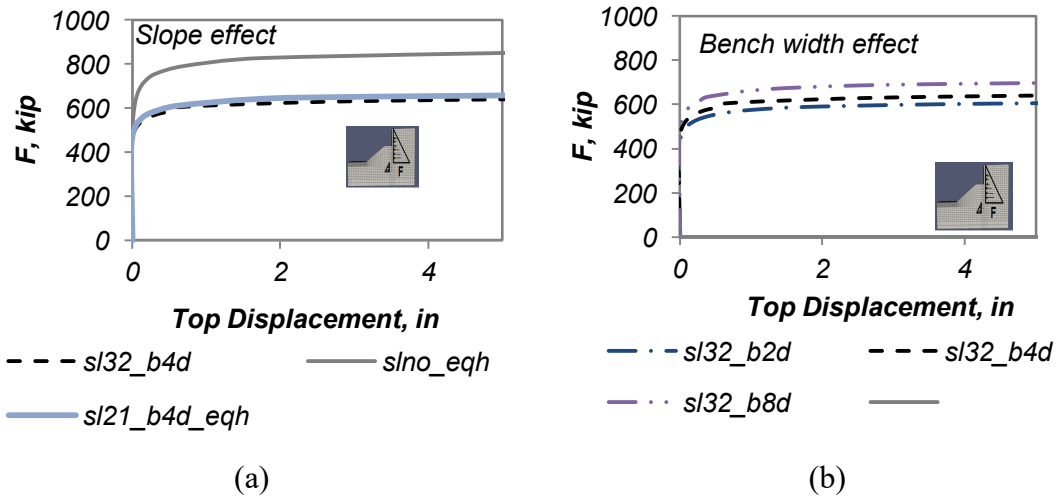 Slope effect
1000
800
600
400
200
0
F, kip
F
0 2 4
Top Displacement, in
sl32_b4d slno_eqh
sl21_b4d_eqh
(a)
Bench width effect
1000
800
600
400
200
0
F, kip
F
0 2 4
Top Displacement, in
sl32_b2d sl32_b4d
sl32_b8d
(b)